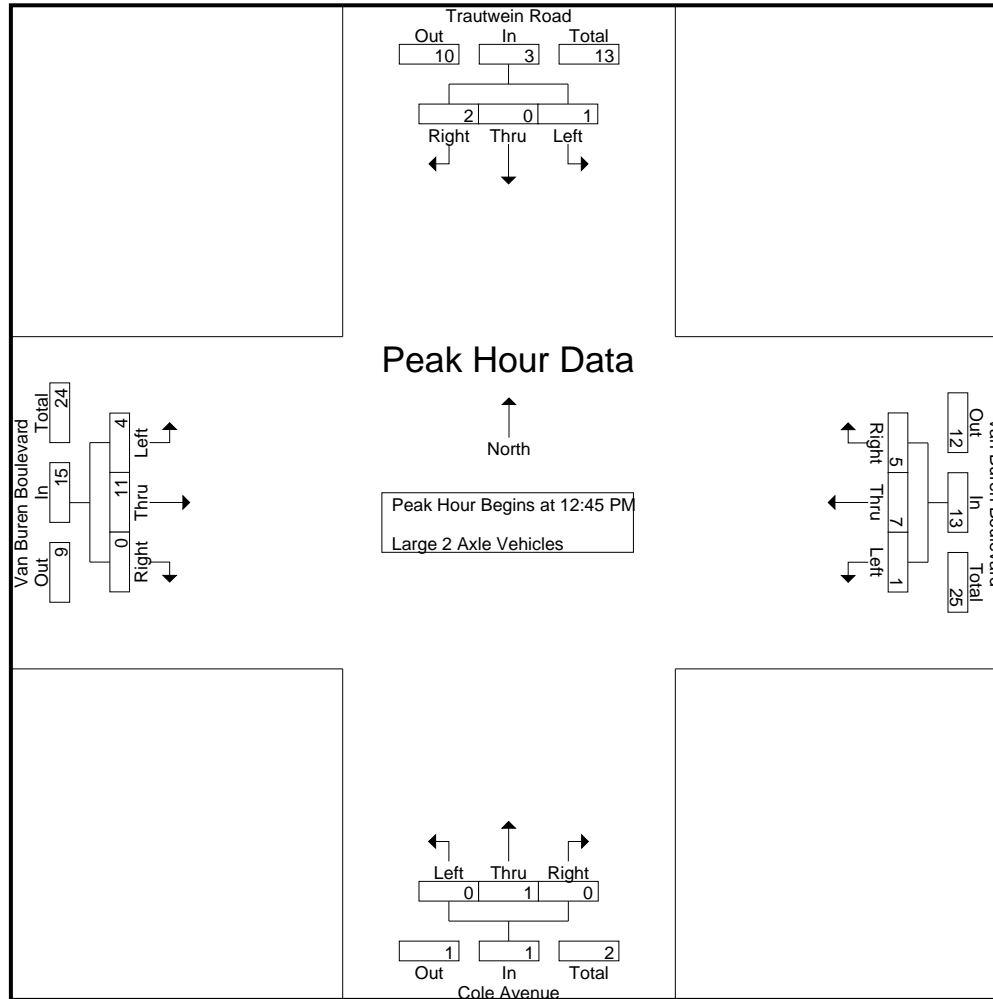 Trautwein Road
Out In Total
10 3 13
2 0 1
Right Thru Left
Peak Hour Data
North
Peak Hour Begins at 12:45 PM
Large 2 Axle Vehicles
Van Buren Boulevard
Total In Out
24 15 9
4 11 0
Left Thru Right
Right Thru Left
5 7 1
12 13 25
Out In Total
Left Thru Right
0 1 0
1 1 2
Out In Total
Cole Avenue